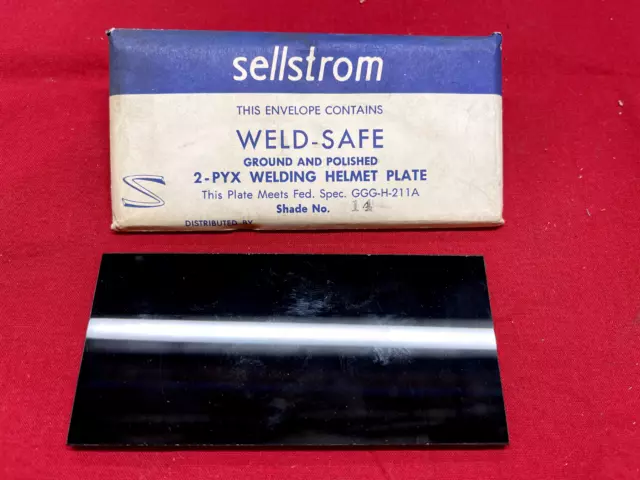 sellstrom
THIS ENVELOPE CONTAINS
WELD-SAFE
GROUND AND POLISHED
2-PYX WELDING HELMET PLATE
This Plate Meets Fed. Spec. GGG-H-211A
Shade No. 14
DISTRIBUTED BY